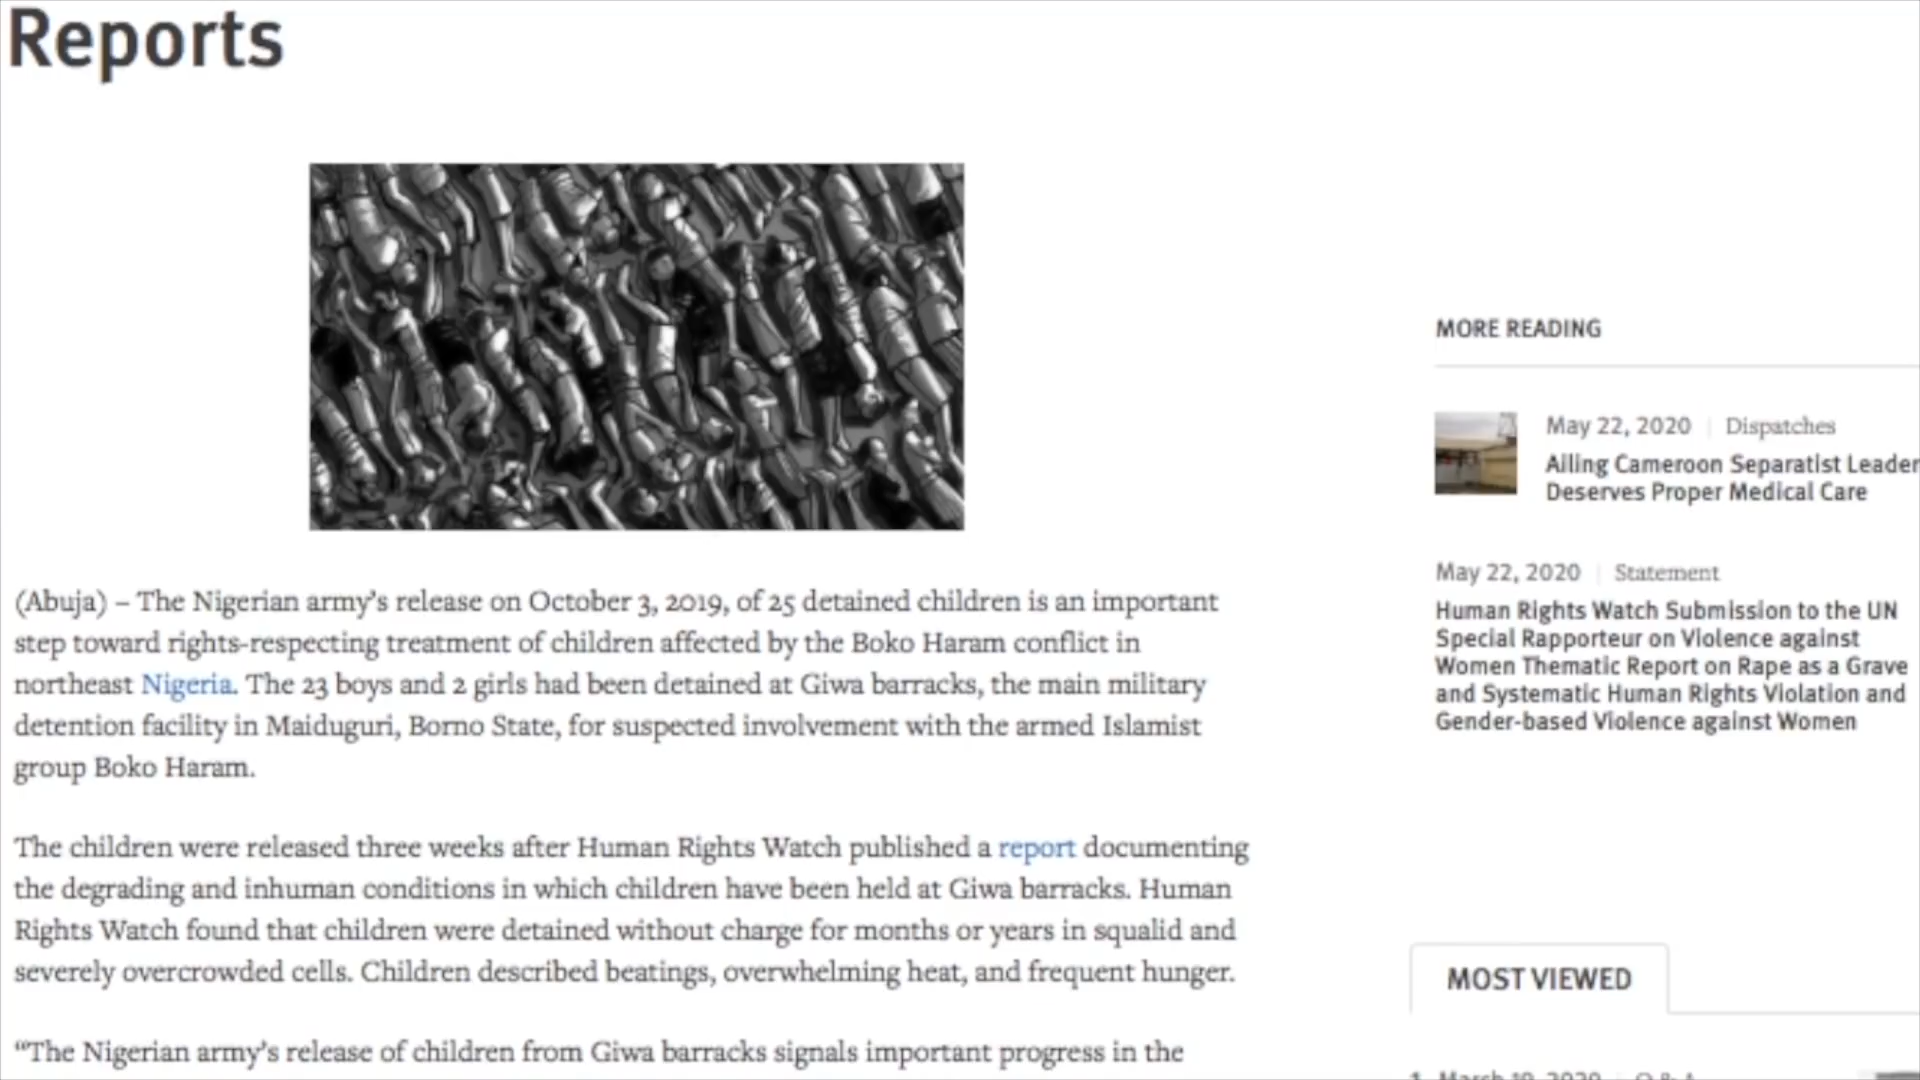 Reports
(Abuja) – The Nigerian army's release on October 3, 2019, of 25 detained children is an important
step toward rights-respecting treatment of children affected by the Boko Haram conflict in
northeast Nigeria. The 23 boys and 2 girls had been detained at Giwa barracks, the main military
detention facility in Maiduguri, Borno State, for suspected involvement with the armed Islamist
group Boko Haram.
The children were released three weeks after Human Rights Watch published a report documenting
the degrading and inhuman conditions in which children have been held at Giwa barracks. Human
Rights Watch found that children were detained without charge for months or years in squalid and
severely overcrowded cells. Children described beatings, overwhelming heat, and frequent hunger.
“The Nigerian army's release of children from Giwa barracks signals important progress in the
MORE READING
May 22, 2020 | Dispatches
Ailing Cameroon Separatist Leader
Deserves Proper Medical Care
May 22, 2020 | Statement
Human Rights Watch Submission to the UN
Special Rapporteur on Violence against
Women Thematic Report on Rape as a Grave
and Systematic Human Rights Violation and
Gender-based Violence against Women
MOST VIEWED